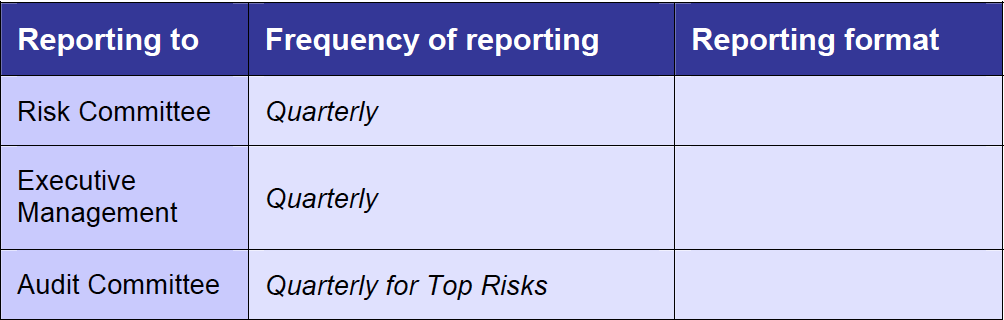 Reporting to
Frequency of reporting
Reporting format
Risk Committee
Quarterly
Executive
Management
Quarterly
Audit Committee
Quarterly for Top Risks